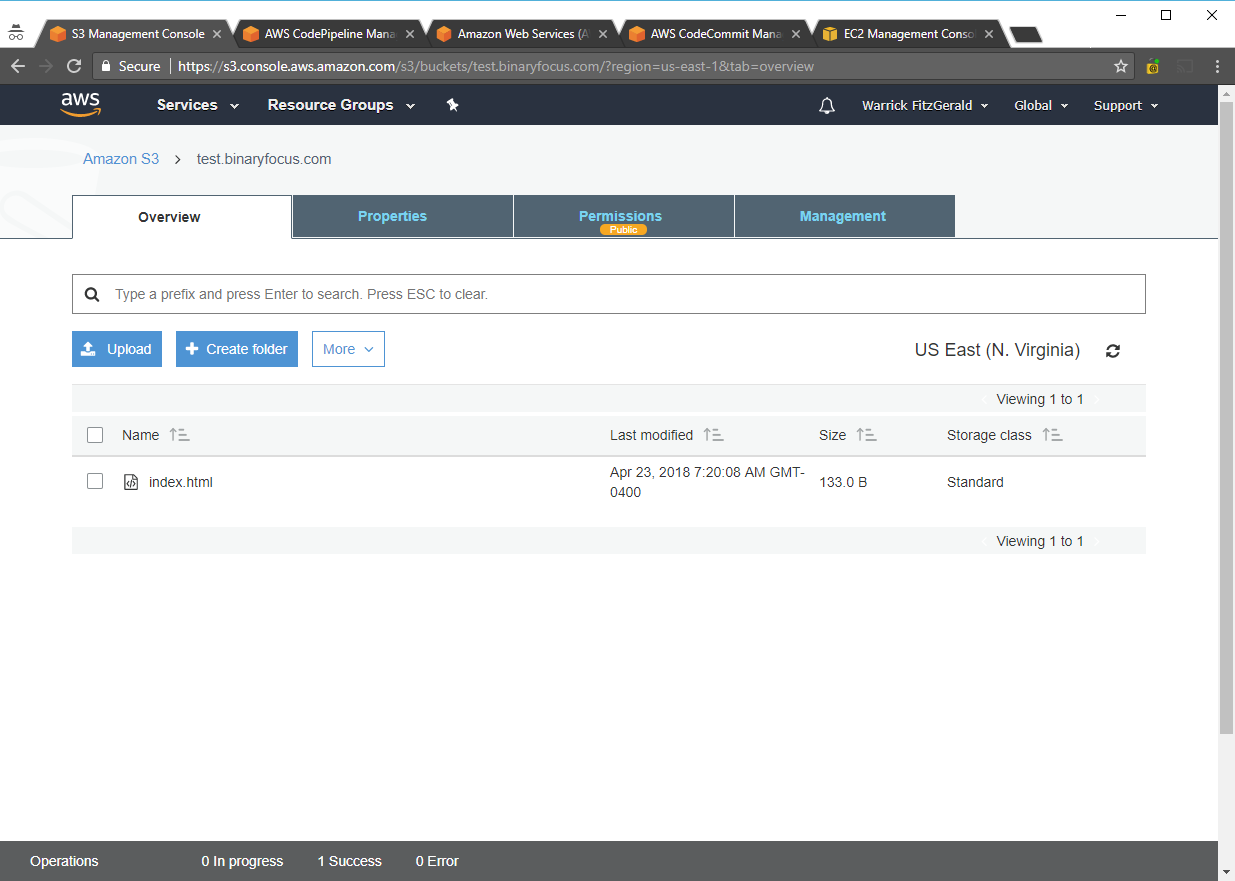 S3 Management Console
AWS CodePipeline Mana
Amazon Web Services (A
AWS CodeCommit Mana
EC2 Management Conso
Secure
https://s3.console.aws.amazon.com/s3/buckets/test.binaryfocus.com/?region=us-east-1&tab=overview
aws
Services
Resource Groups
Warrick FitzGerald
Global
Support
Amazon S3 > test.binaryfocus.com
Overview
Properties
Permissions
Public
Management
Type a prefix and press Enter to search. Press ESC to clear.
Upload
Create folder
More
US East (N. Virginia)
Viewing 1 to 1
Name
Last modified
Size
Storage class
index.html
Apr 23, 2018 7:20:08 AM GMT-
0400
133.0 B
Standard
Viewing 1 to 1
Operations
0 In progress
1 Success
0 Error